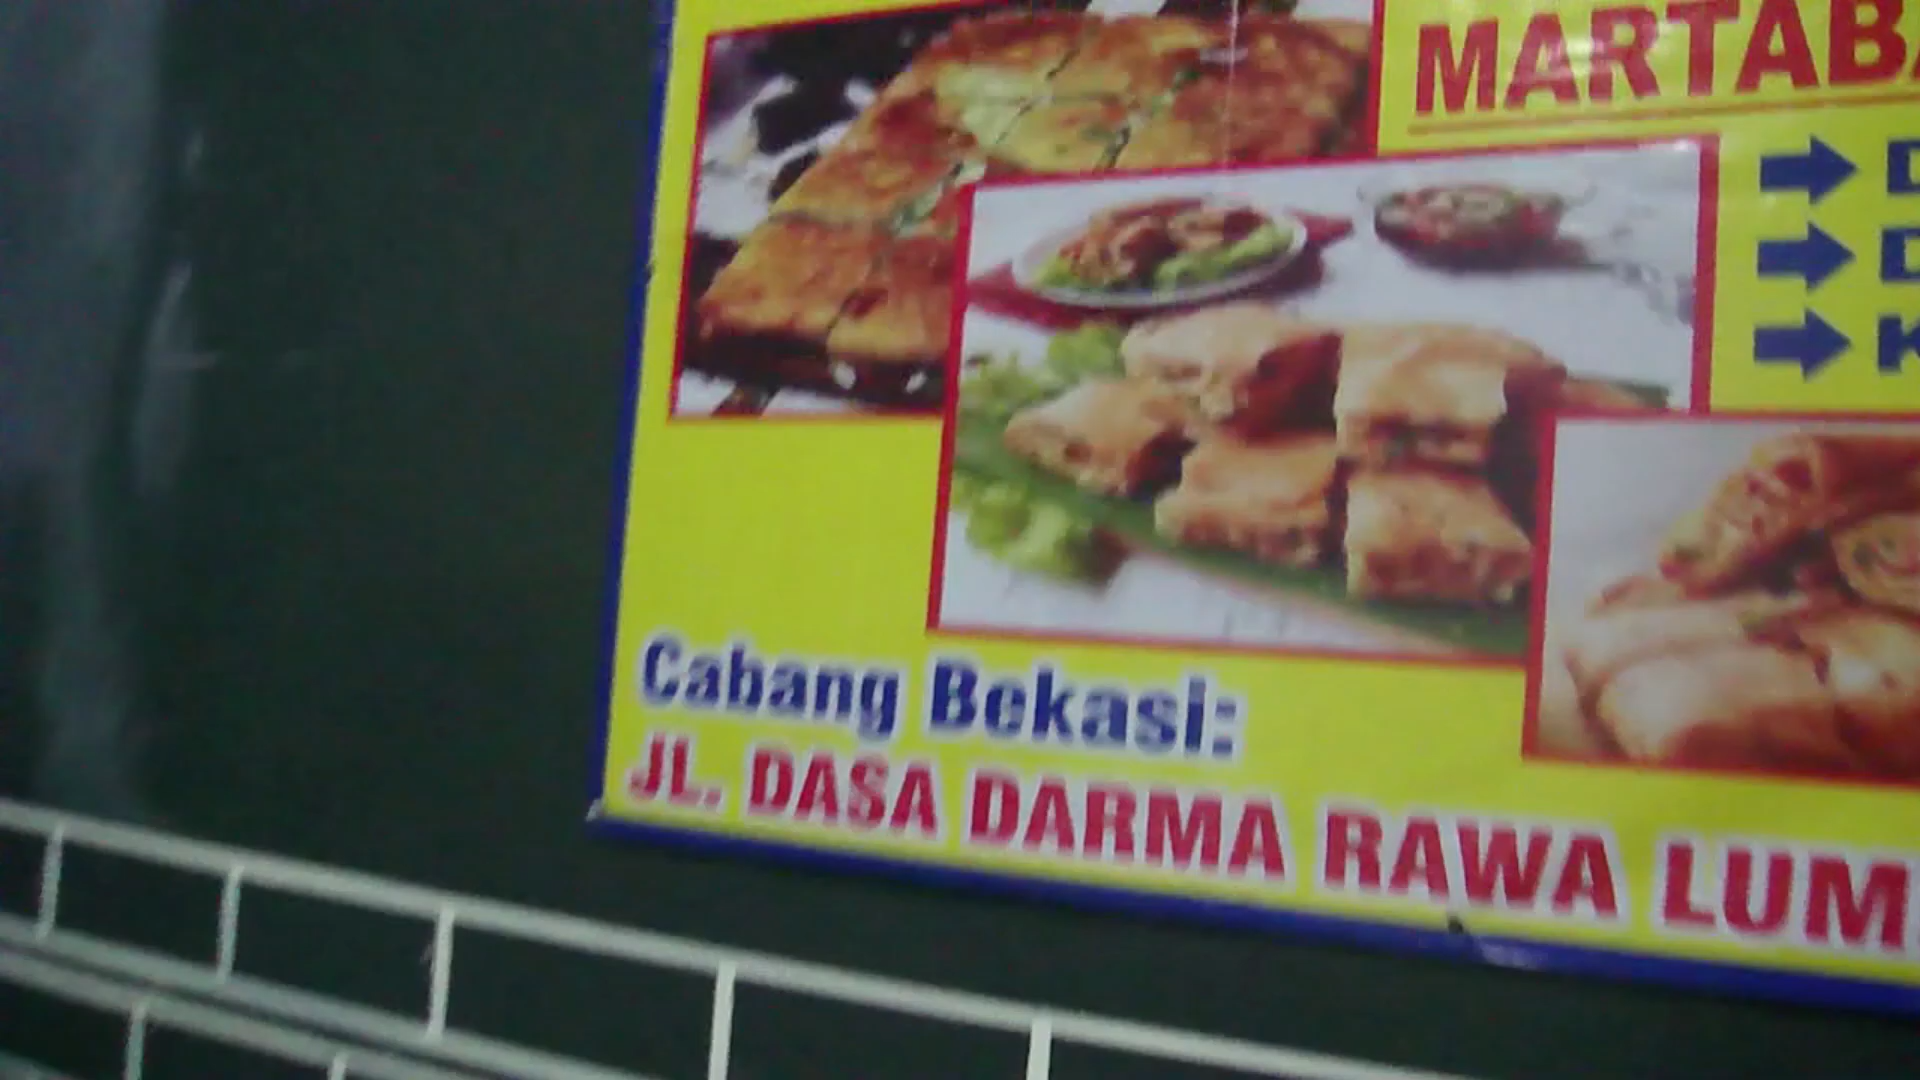 MARTABA
D
D
K
Cabang Bekasi:
JL. DASA DARMA RAWA LUM